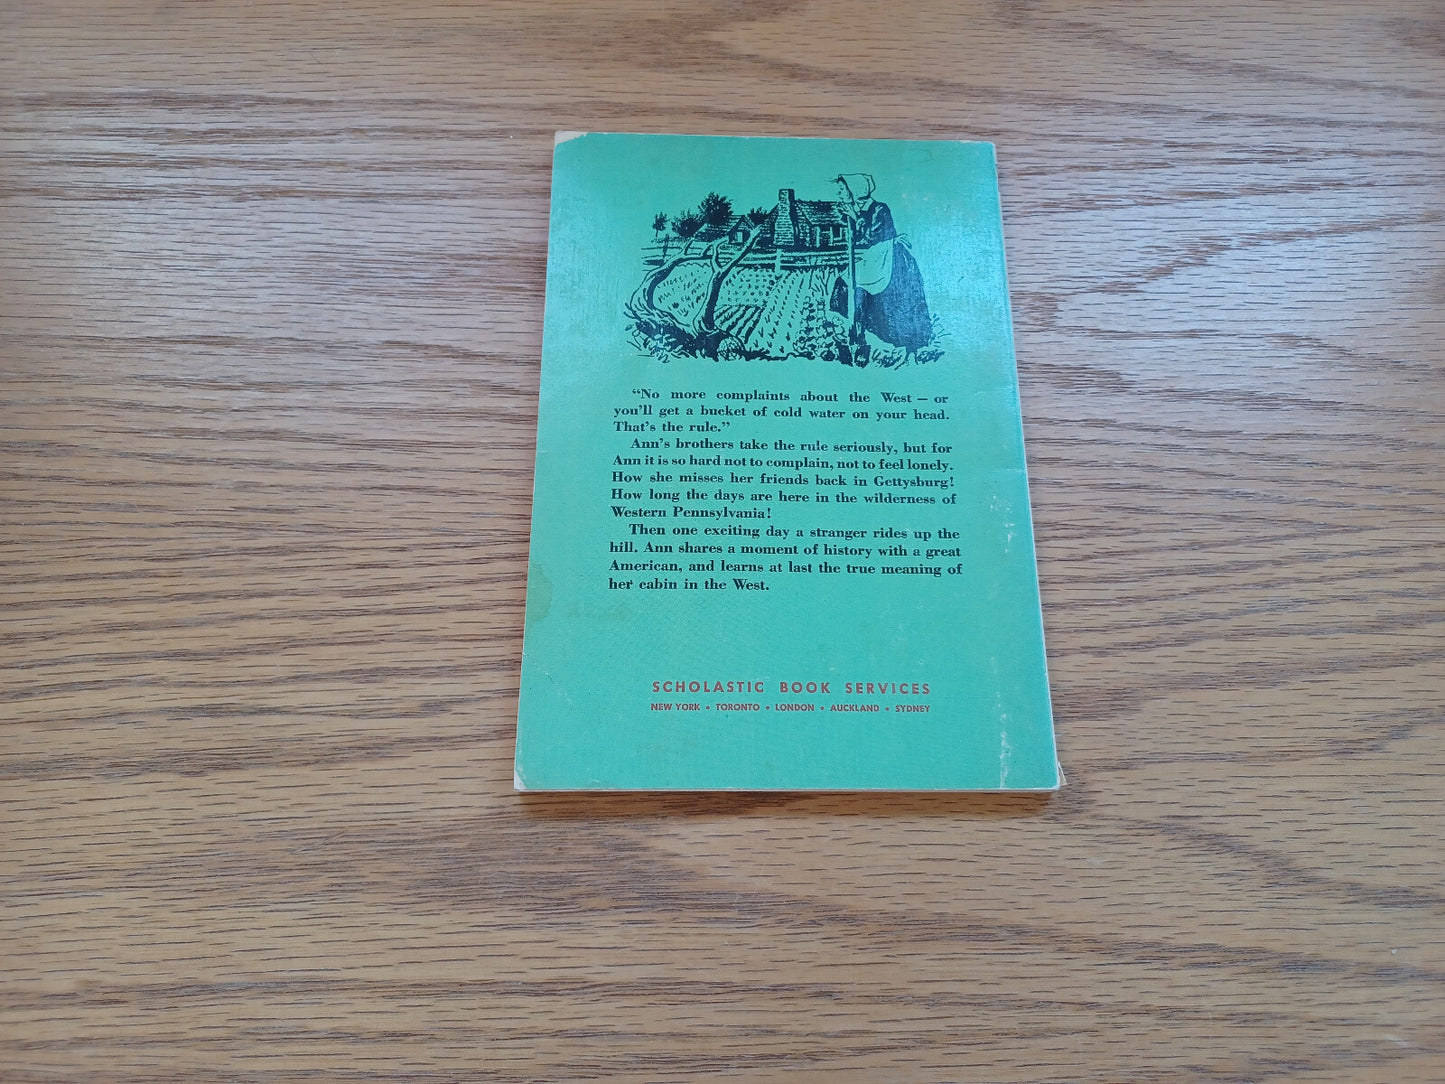 “No more complaints about the West — or
you’ll get a bucket of cold water on your head.
That’s the rule.”
Ann’s brothers take the rule seriously, but for
Ann it is so hard not to complain, not to feel lonely.
How she misses her friends back in Gettysburg!
How long the days are here in the wilderness of
Western Pennsylvania!
Then one exciting day a stranger rides up the
hill. Ann shares a moment of history with a great
American, and learns at last the true meaning of
her cabin in the West.
SCHOLASTIC BOOK SERVICES
NEW YORK • TORONTO • LONDON • AUCKLAND • SYDNEY